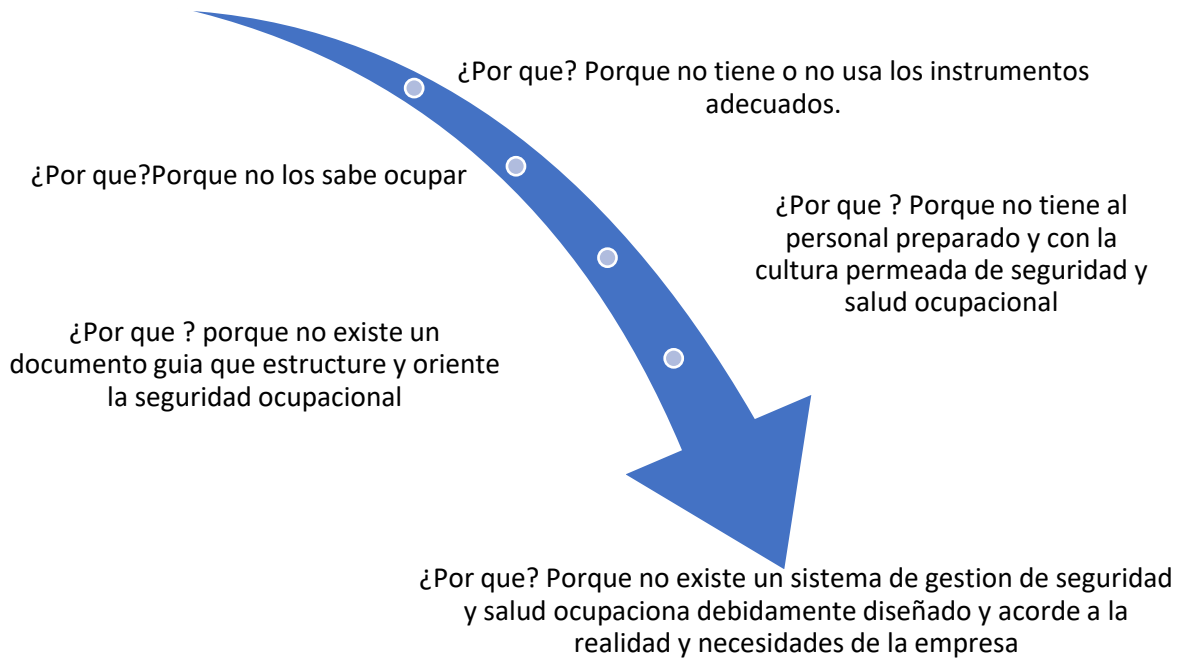 ¿Por que? Porque no tiene o no usa los instrumentos
adecuados.
¿Por que?Porque no los sabe ocupar
¿Por que ? Porque no tiene al
personal preparado y con la
cultura permeada de seguridad y
salud ocupacional
¿Por que ? porque no existe un
documento guia que estructure y oriente
la seguridad ocupacional
¿Por que? Porque no existe un sistema de gestion de seguridad
y salud ocupaciona debidamente diseñado y acorde a la
realidad y necesidades de la empresa